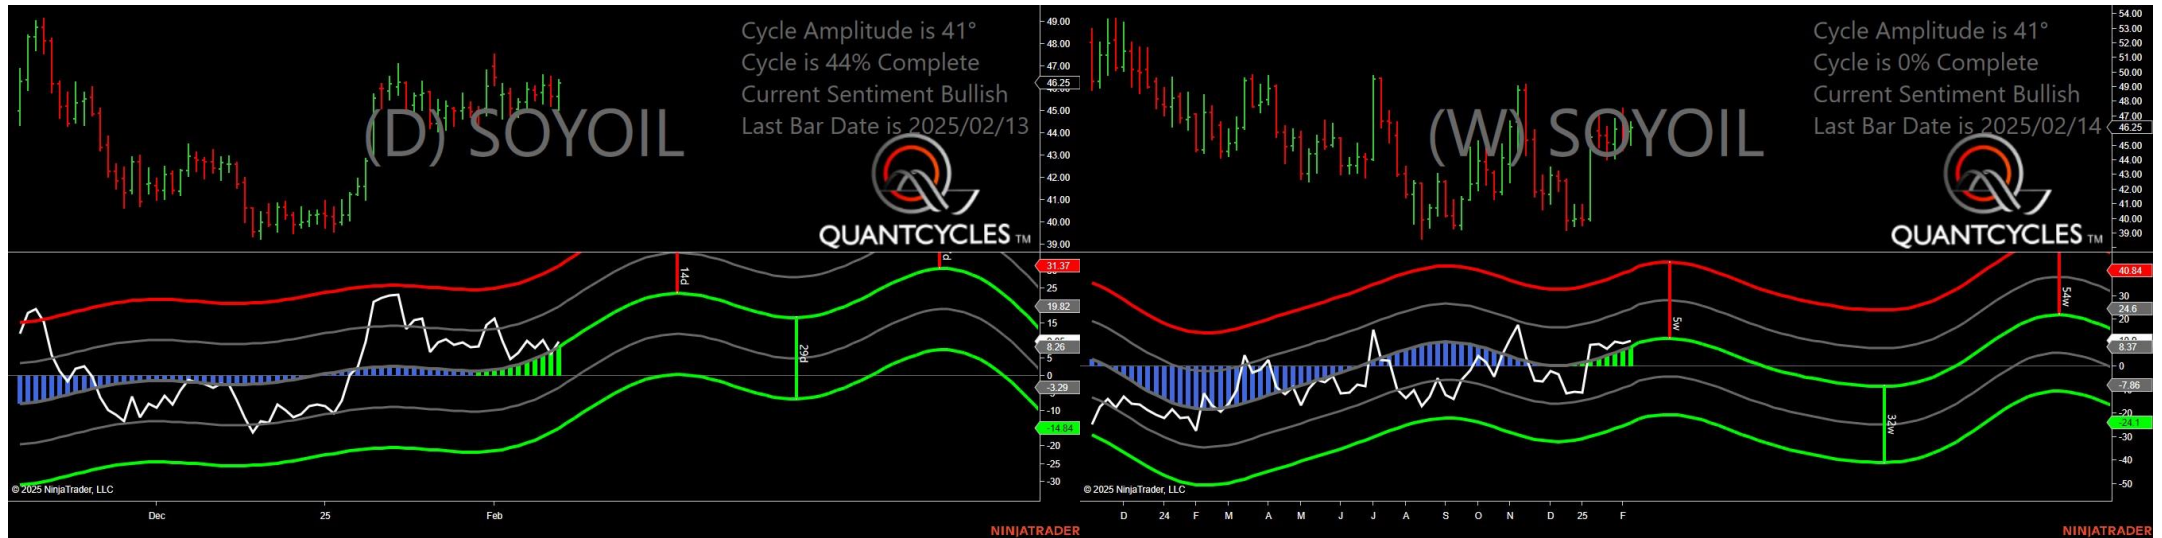 Cycle Amplitude is 41°
Cycle is 44% Complete
Current Sentiment Bullish
Last Bar Date is 2025/02/13
(D) SOYOIL
QUANTCYCLES TM
49.00
48.00
47.00
46.25
46.00
45.00
44.00
43.00
42.00
41.00
40.00
39.00
14d
29d
31.37
25
19.82
15
8.26
5
0
-3.29
-10
-14.84
-20
-25
-30
© 2025 NinjaTrader, LLC
Dec
25
Feb
NINJATRADER
Cycle Amplitude is 41°
Cycle is 0% Complete
Current Sentiment Bullish
Last Bar Date is 2025/02/14
(W) SOYOIL
QUANTCYCLES TM
54.00
53.00
52.00
51.00
50.00
49.00
48.00
47.00
46.25
45.00
44.00
43.00
42.00
41.00
40.00
39.00
5w
32w
54w
40.84
30
24.6
20
8.37
0
-7.86
-20
-24.1
-30
-40
-50
© 2025 NinjaTrader, LLC
D 24 F M A M J J A S O N D 25 F
NINJATRADER